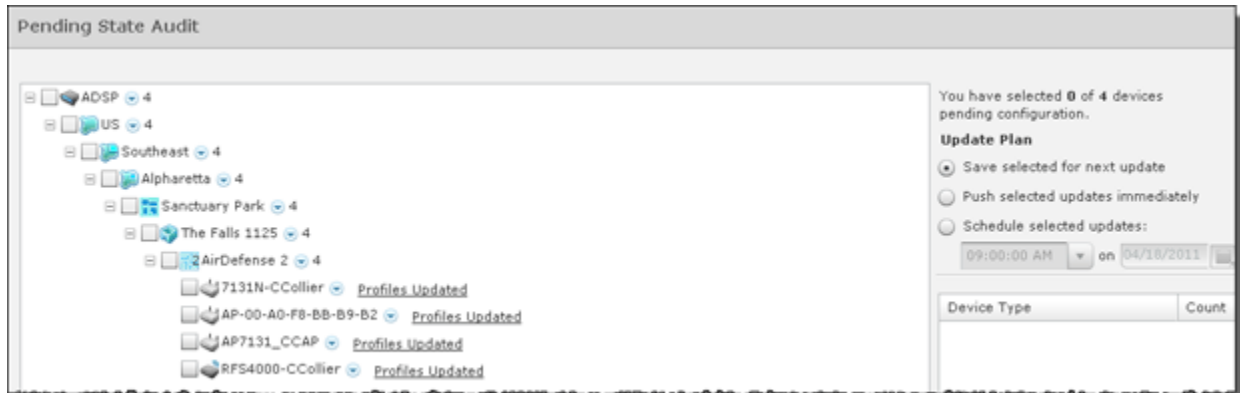 Pending State Audit
ADSP 4
US 4
Southeast 4
Alpharetta 4
Sanctuary Park 4
The Falls 1125 4
AirDefense 2 4
7131N-CCollier Profiles Updated
AP-00-A0-F8-BB-B9-B2 Profiles Updated
AP7131_CCAP Profiles Updated
RFS4000-CCollier Profiles Updated
You have selected 0 of 4 devices
pending configuration.
Update Plan
Save selected for next update
Push selected updates immediately
Schedule selected updates:
09:00:00 AM on 04/18/2011
Device Type Count